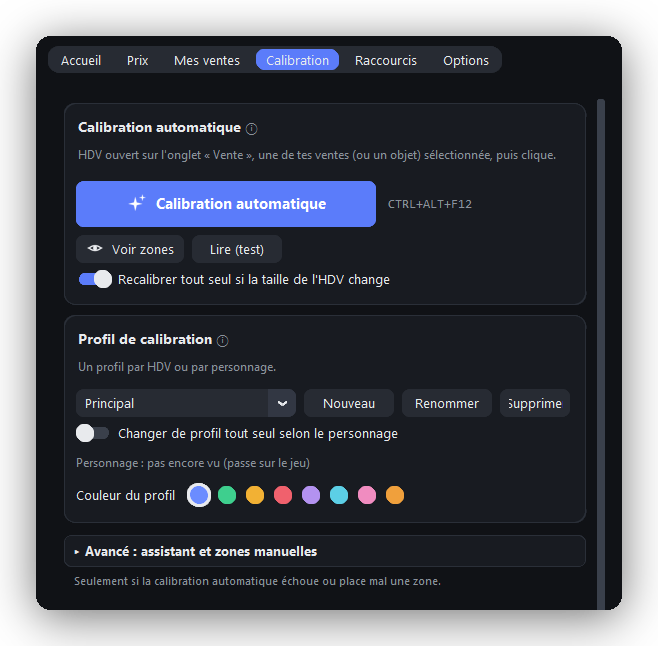 Accueil Prix Mes ventes Calibration Raccourcis Options
Calibration automatique
HDV ouvert sur l'onglet « Vente », une de tes ventes (ou un objet) sélectionnée, puis clique.
Calibration automatique CTRL+ALT+F12
Voir zones Lire (test)
Recalibrer tout seul si la taille de l'HDV change
Profil de calibration
Un profil par HDV ou par personnage.
Principal Nouveau Renommer Supprime
Changer de profil tout seul selon le personnage
Personnage : pas encore vu (passe sur le jeu)
Couleur du profil
Avancé : assistant et zones manuelles
Seulement si la calibration automatique échoue ou place mal une zone.